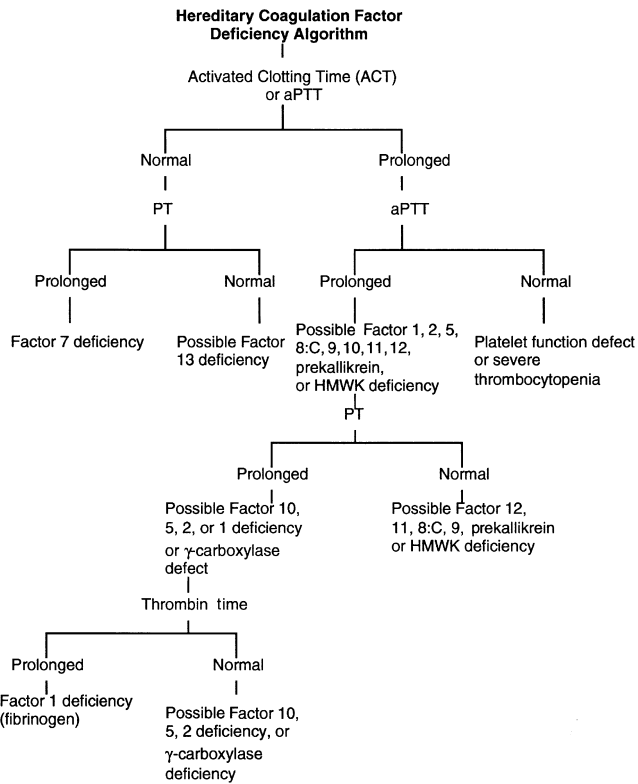 Hereditary Coagulation Factor
Deficiency Algorithm
Activated Clotting Time (ACT)
or aPTT
Normal
Prolonged
PT
aPTT
Prolonged
Normal
Prolonged
Normal
Factor 7 deficiency
Possible Factor
13 deficiency
Possible Factor 1, 2, 5,
8:C, 9, 10, 11, 12,
prekallikrein,
or HMWK deficiency
Platelet function defect
or severe
thrombocytopenia
PT
Prolonged
Normal
Possible Factor 10,
5, 2, or 1 deficiency
or γ-carboxylase
defect
Possible Factor 12,
11, 8:C, 9, prekallikrein
or HMWK deficiency
Thrombin time
Prolonged
Normal
Factor 1 deficiency
(fibrinogen)
Possible Factor 10,
5, 2 deficiency, or
γ-carboxylase
deficiency